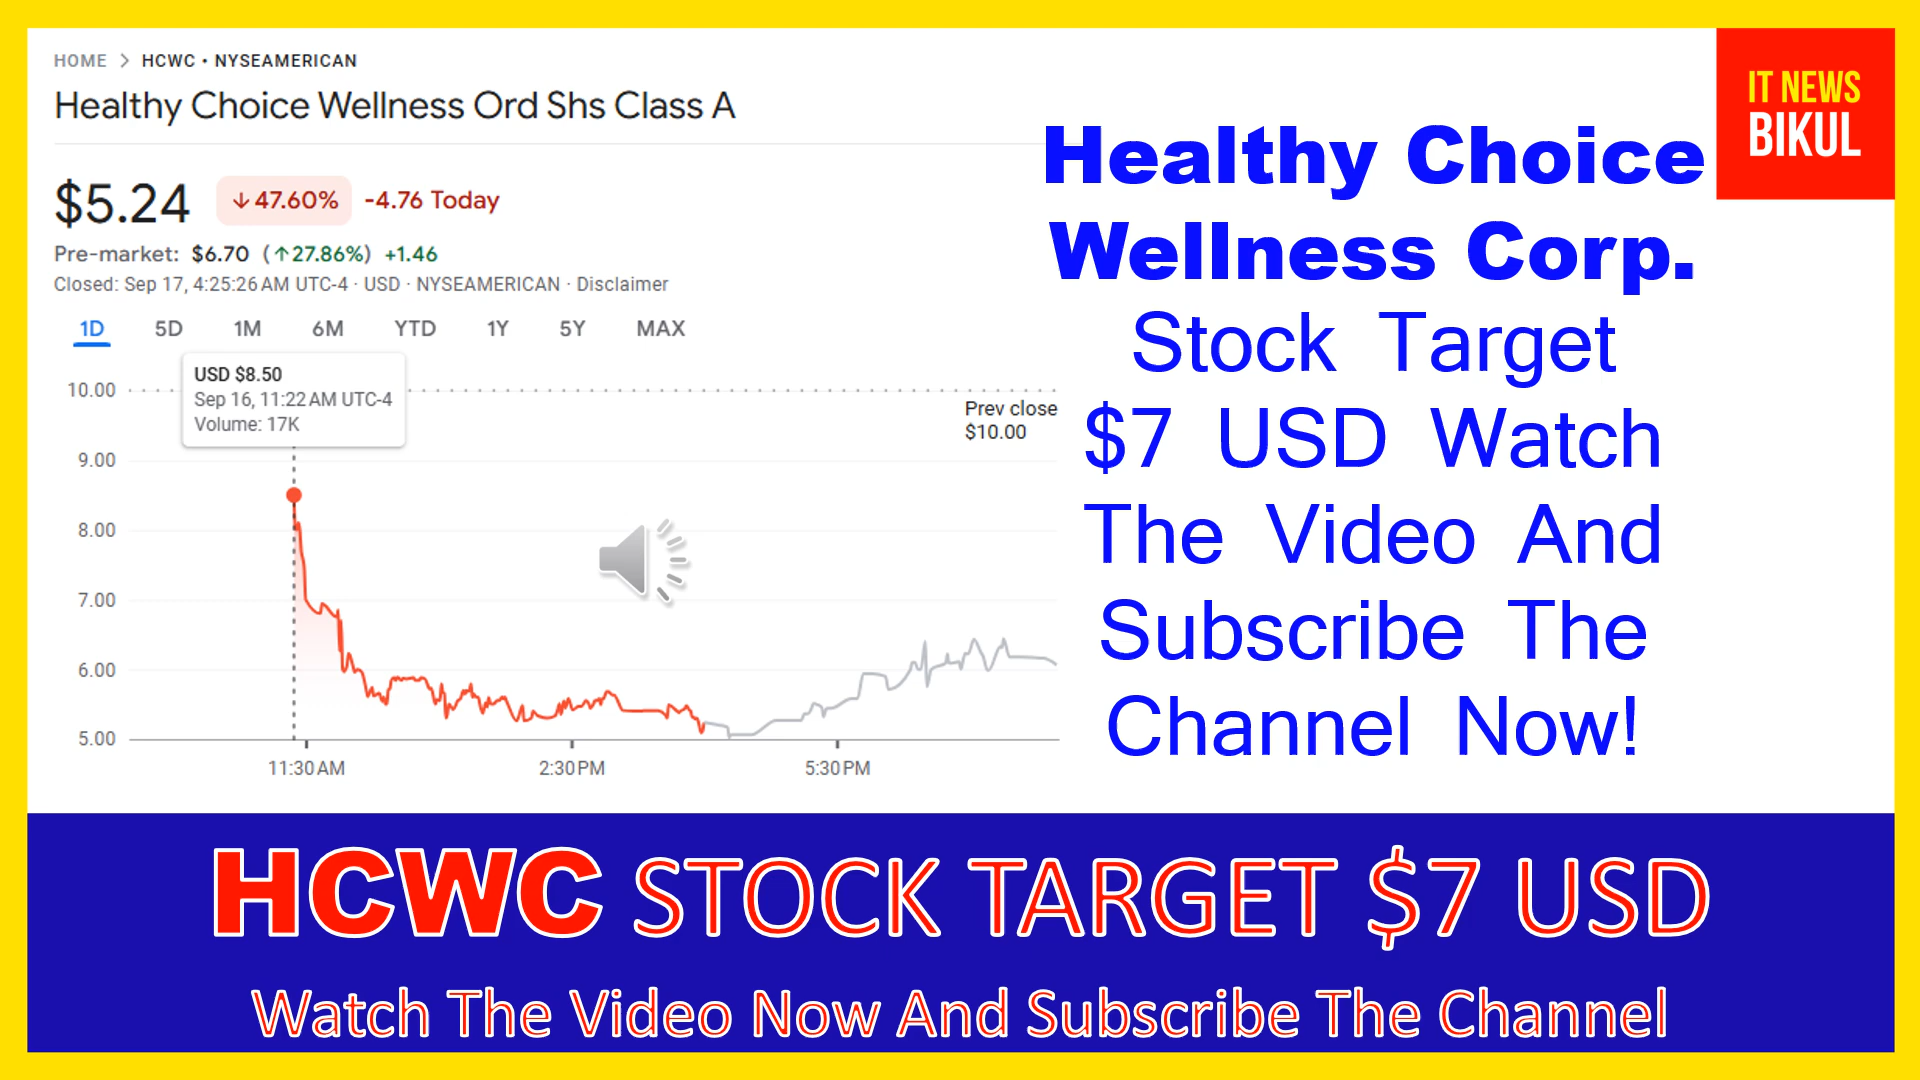 HOME > HCWC • NYSEAMERICAN
Healthy Choice Wellness Ord Shs Class A
$5.24 ↓47.60% -4.76 Today
Pre-market: $6.70 (↑27.86%) +1.46
Closed: Sep 17, 4:25:26 AM UTC-4 · USD · NYSEAMERICAN · Disclaimer
1D 5D 1M 6M YTD 1Y 5Y MAX
USD $8.50
Sep 16, 11:22 AM UTC-4
Volume: 17K
10.00
9.00
8.00
7.00
6.00
5.00
Prev close
$10.00
11:30 AM 2:30 PM 5:30 PM
IT NEWS
BIKUL
Healthy Choice
Wellness Corp.
Stock Target
$7 USD Watch
The Video And
Subscribe The
Channel Now!
HCWC STOCK TARGET $7 USD
Watch The Video Now And Subscribe The Channel